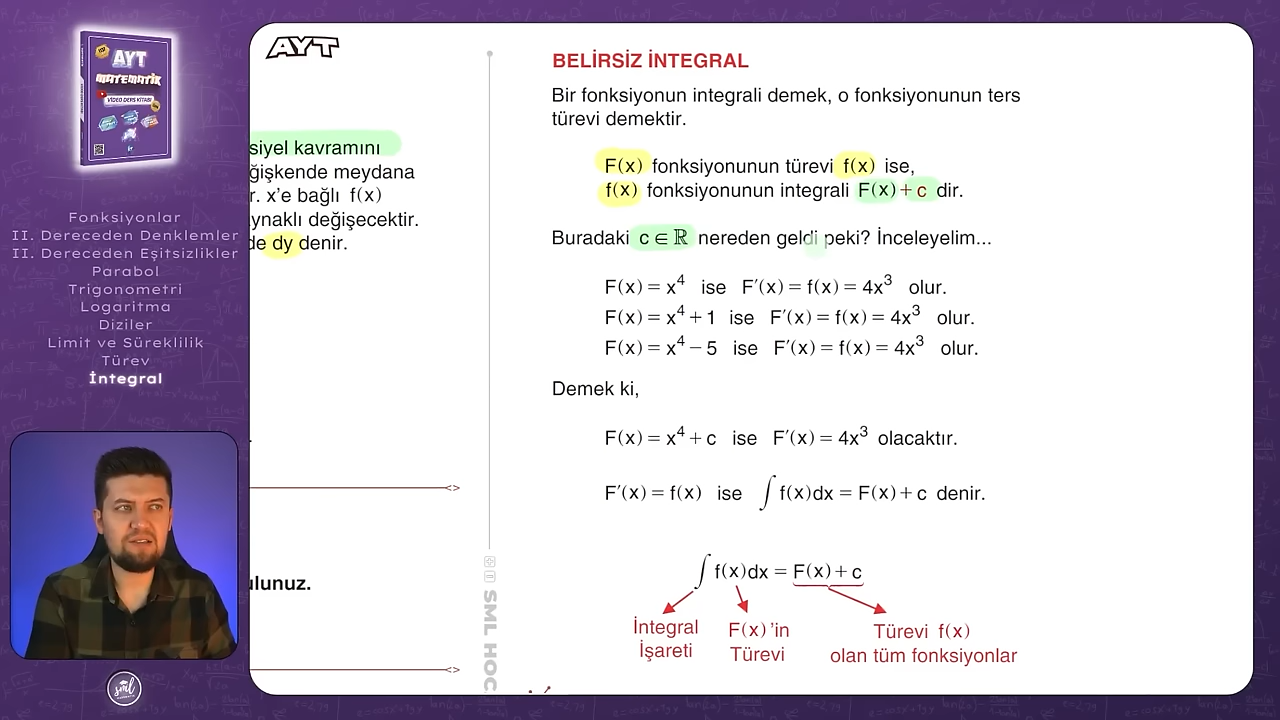 AYT
MATEMATİK
VİDEO DERS KİTABI
Fonksiyonlar
II. Dereceden Denklemler
II. Dereceden Eşitsizlikler
Parabol
Trigonometri
Logaritma
Diziler
Limit ve Süreklilik
Türev
İntegral
sml
AYT
siyel kavramını
ğişkende meydana
r. x'e bağlı f(x)
aynaklı değişecektir.
de dy denir.
ulunuz.
SML HOC
BELİRSİZ İNTEGRAL
Bir fonksiyonun integrali demek, o fonksiyonunun ters
türevi demektir.
F(x) fonksiyonunun türevi f(x) ise,
f(x) fonksiyonunun integrali F(x)+c dir.
Buradaki c ∈ ℝ nereden geldi peki? İnceleyelim...
F(x) = x⁴ ise F′(x) = f(x) = 4x³ olur.
F(x) = x⁴ + 1 ise F′(x) = f(x) = 4x³ olur.
F(x) = x⁴ − 5 ise F′(x) = f(x) = 4x³ olur.
Demek ki,
F(x) = x⁴ + c ise F′(x) = 4x³ olacaktır.
F′(x) = f(x) ise ∫ f(x)dx = F(x) + c denir.
∫ f(x)dx = F(x) + c
İntegral
İşareti
F(x)'in
Türevi
Türevi f(x)
olan tüm fonksiyonlar